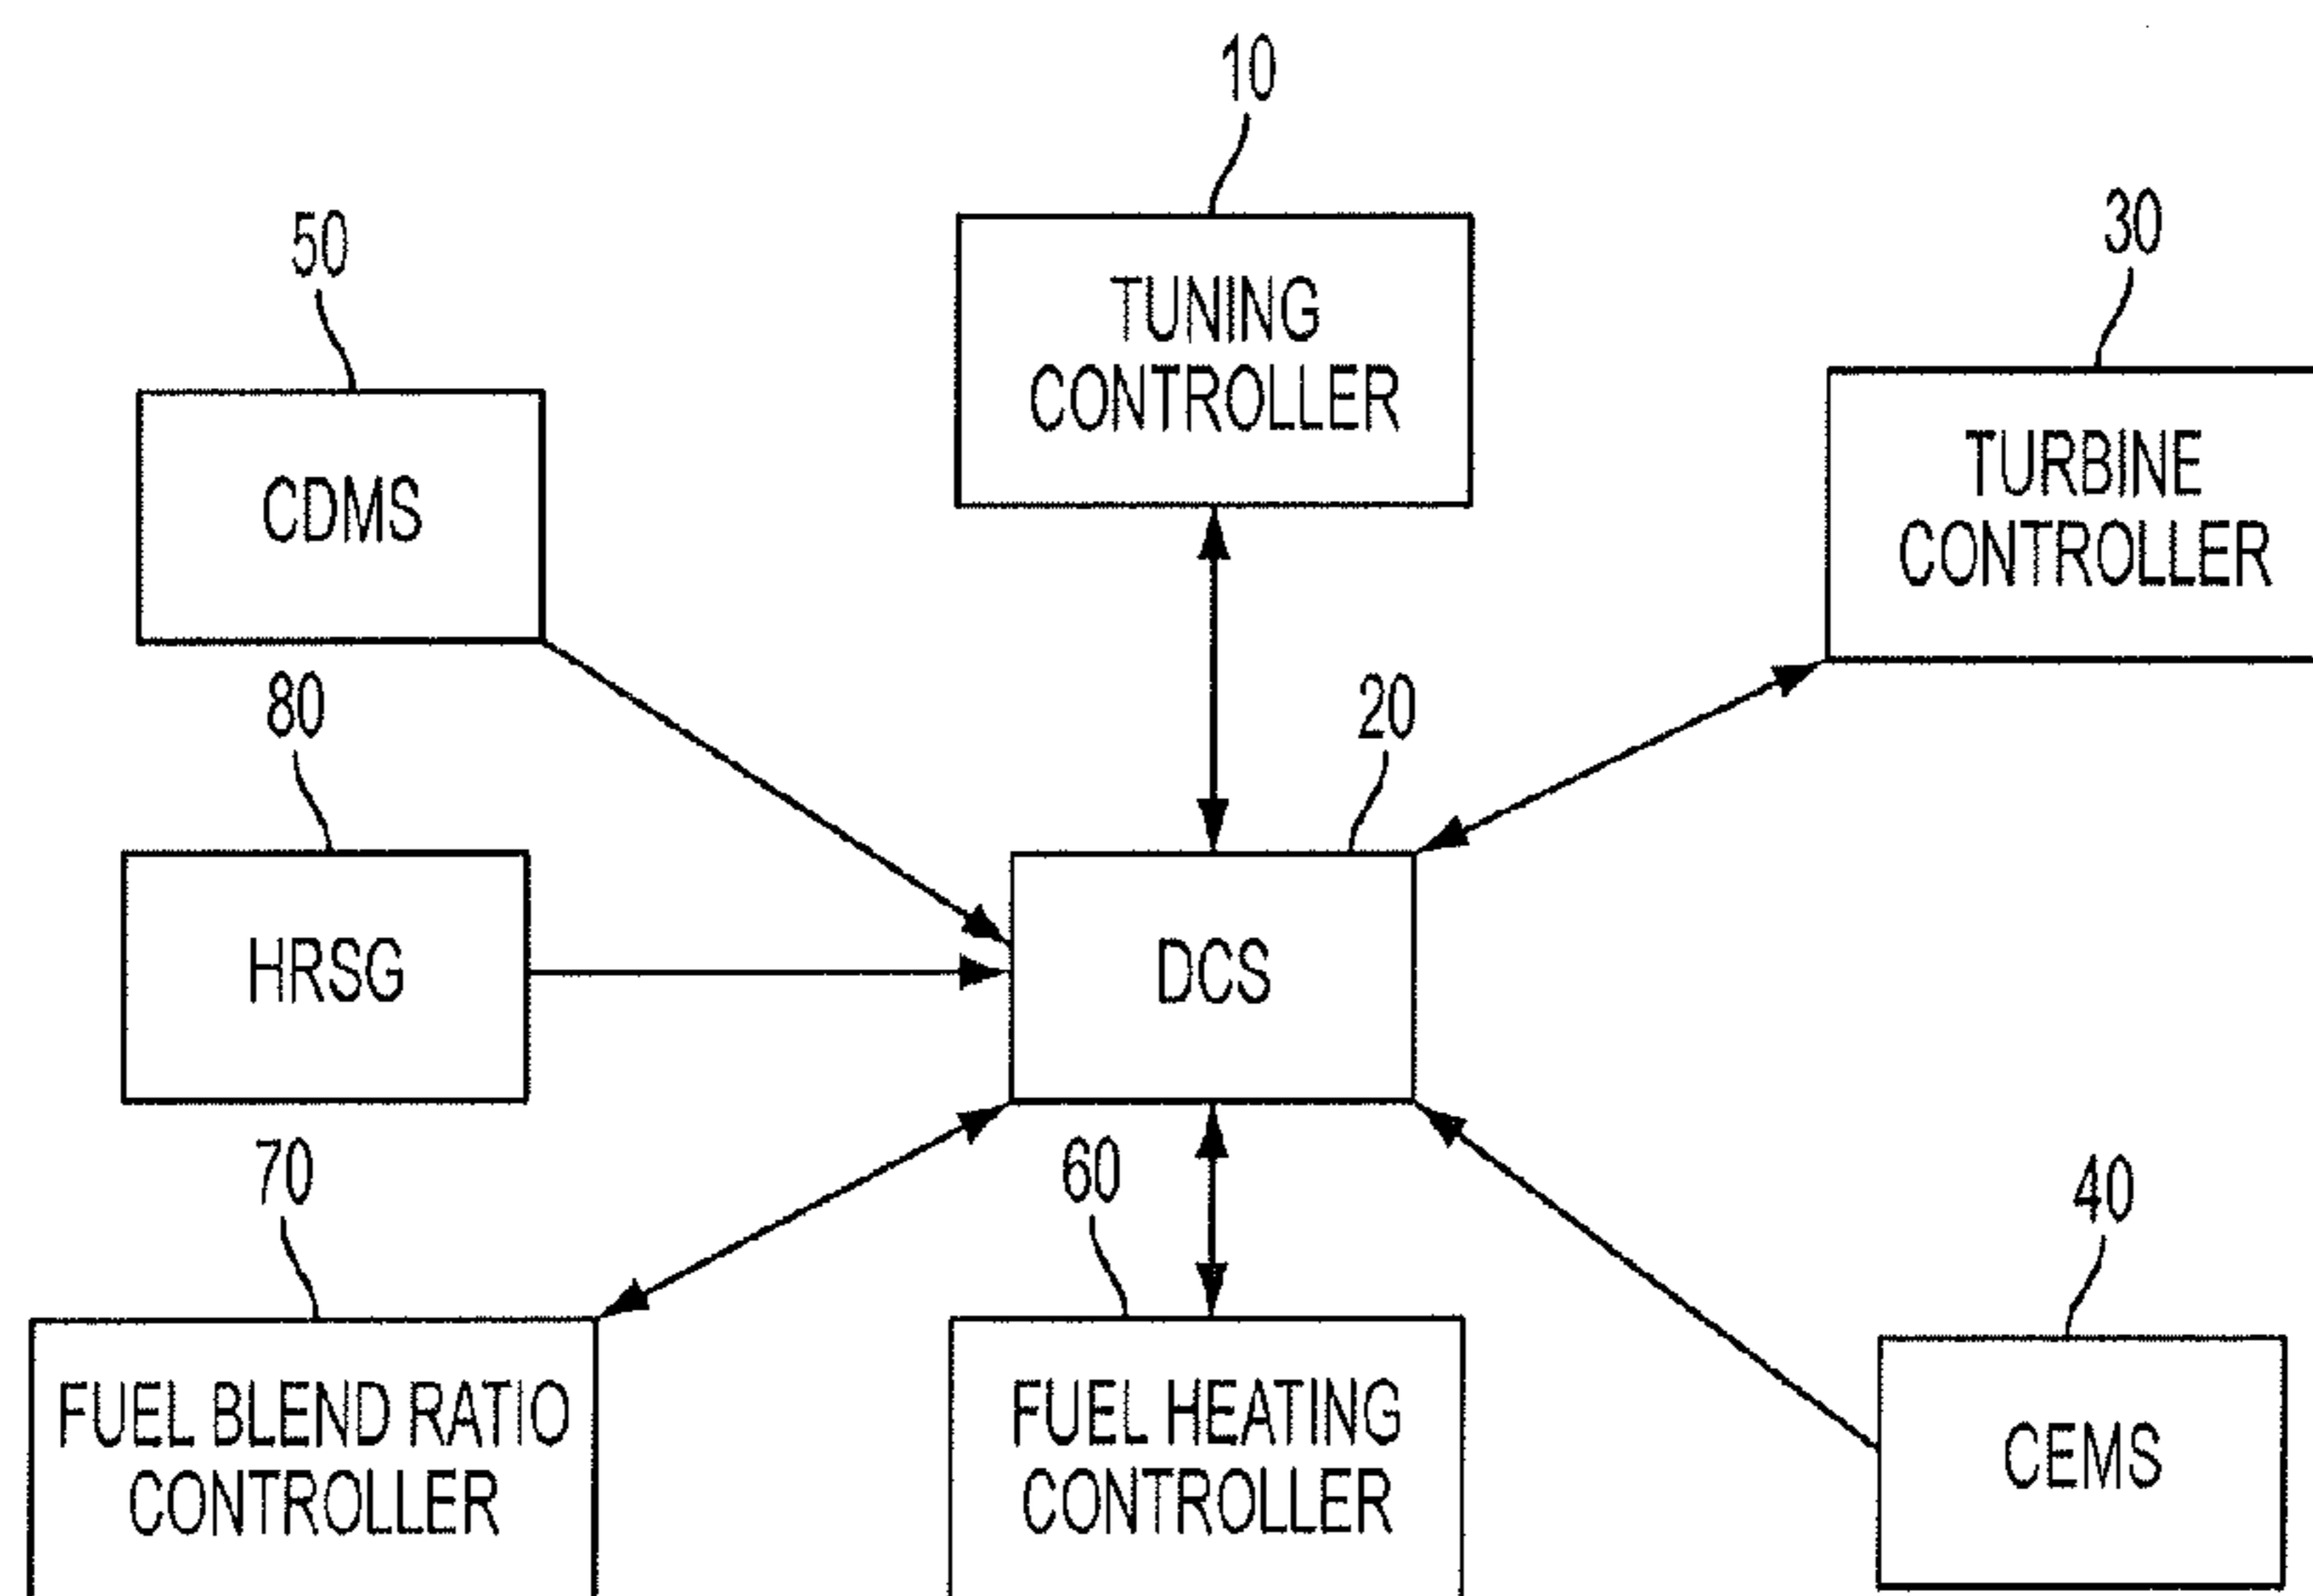 10
50
30
TUNING
CONTROLLER
TURBINE
CONTROLLER
CDMS
80
20
HRSG
DCS
70
60
40
FUEL BLEND RATIO
CONTROLLER
FUEL HEATING
CONTROLLER
CEMS